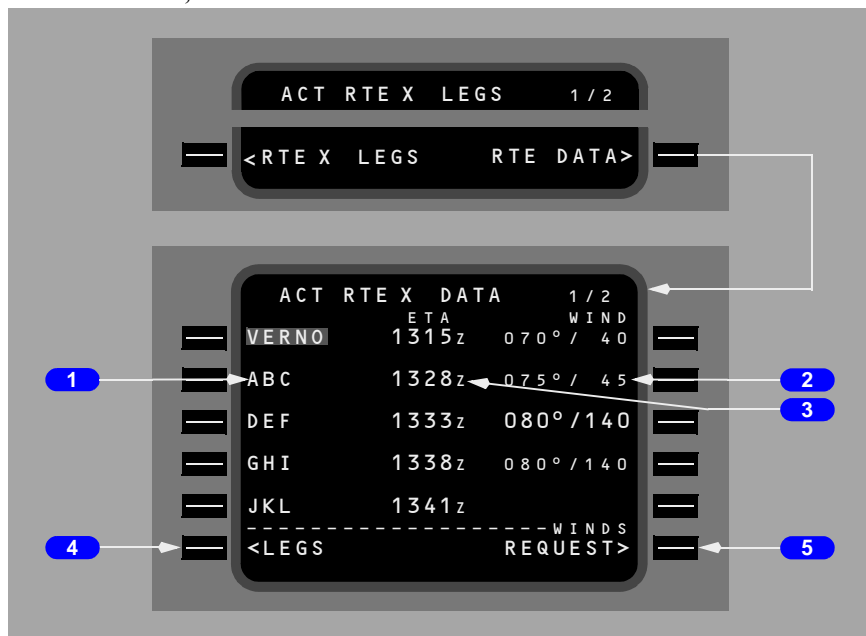 ACT RTE X LEGS 1/2
<RTE X LEGS RTE DATA>
ACT RTE X DATA 1/2
ETA WIND
VERNO 1315z 070°/ 40
1 ABC 1328z 075°/ 45 2
3
DEF 1333z 080°/140
GHI 1338z 080°/140
JKL 1341z
--------------------WINDS
4 <LEGS REQUEST> 5